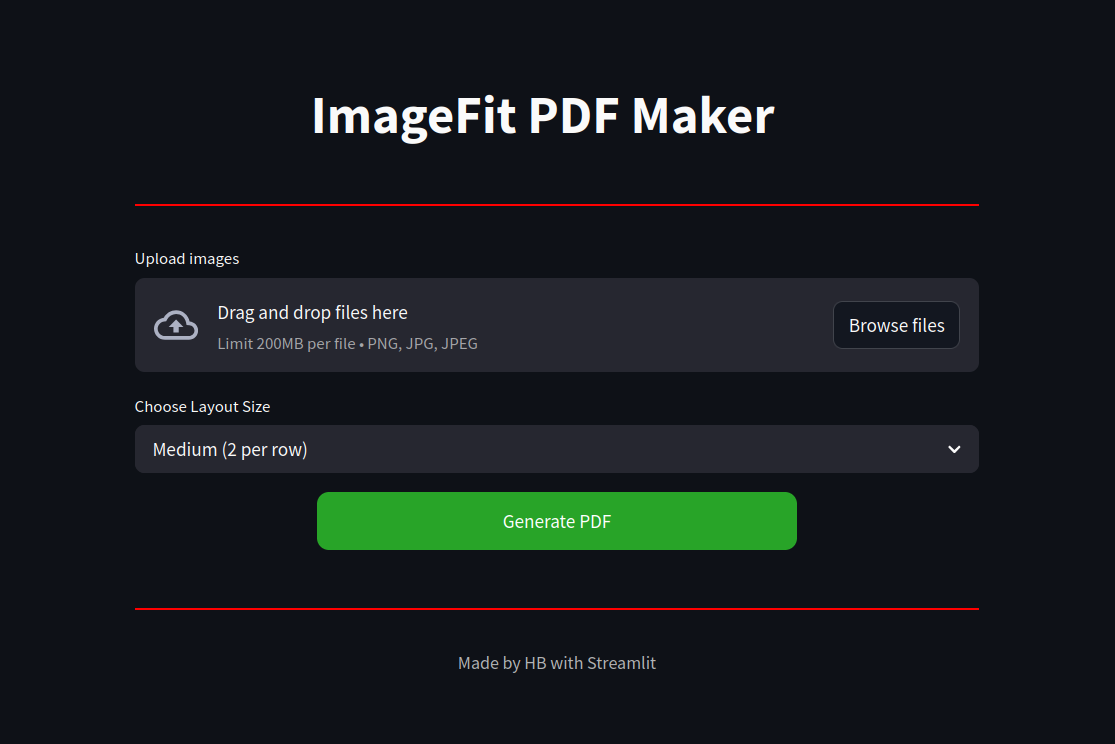 ImageFit PDF Maker
Upload images
Drag and drop files here
Limit 200MB per file • PNG, JPG, JPEG
Browse files
Choose Layout Size
Medium (2 per row)
Generate PDF
Made by HB with Streamlit